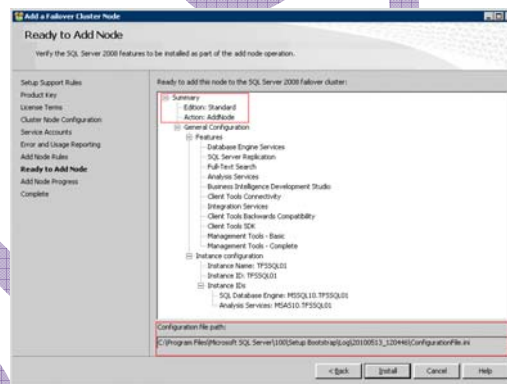 Add a Failover Cluster Node
Ready to Add Node
Verify the SQL Server 2008 features to be installed as part of the add node operation.
Setup Support Rules
Product Key
License Terms
Cluster Node Configuration
Service Accounts
Error and Usage Reporting
Add Node Rules
Ready to Add Node
Add Node Progress
Complete
Ready to add this node to the SQL Server 2008 failover cluster:
Summary
Edition: Standard
Action: AddNode
General Configuration
Features
Database Engine Services
SQL Server Replication
Full-Text Search
Analysis Services
Business Intelligence Development Studio
Client Tools Connectivity
Integration Services
Client Tools Backwards Compatibility
Client Tools SDK
Management Tools - Basic
Management Tools - Complete
Instance configuration
Instance Name: TFSSQL01
Instance ID: TFSSQL01
Instance IDs
SQL Database Engine: MSSQL10.TFSSQL01
Analysis Services: MSAS10.TFSSQL01
Configuration file path:
C:\Program Files\Microsoft SQL Server\100\Setup Bootstrap\Log\20100513_120446\ConfigurationFile.ini
< Back
Install
Cancel
Help